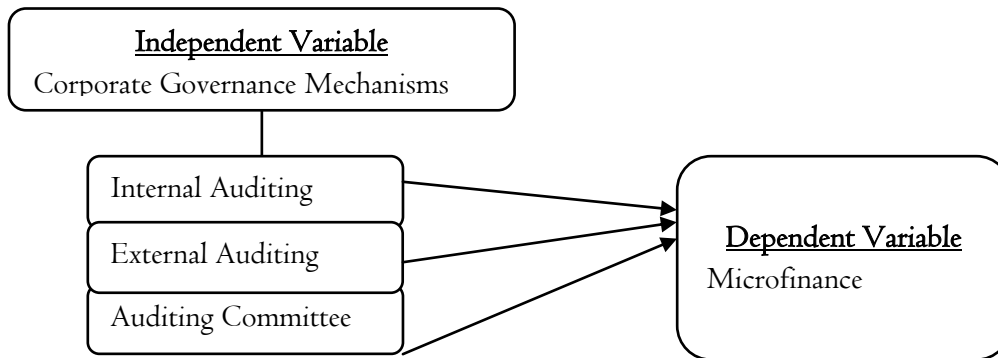 Independent Variable
Corporate Governance Mechanisms
Internal Auditing
External Auditing
Auditing Committee
Dependent Variable
Microfinance